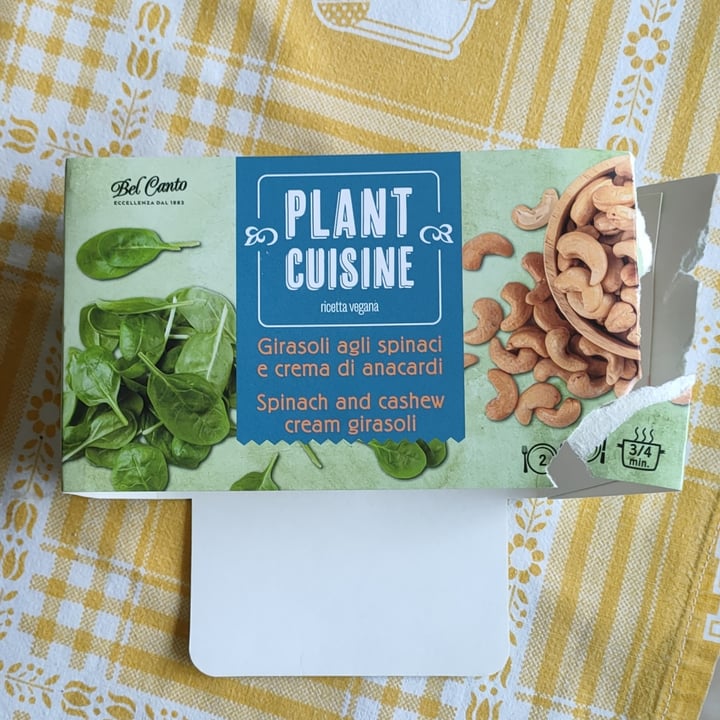 Bel Canto
ECCELLENZA DAL 1883
PLANT
CUISINE
ricetta vegana
Girasoli agli spinaci
e crema di anacardi
Spinach and cashew
cream girasoli
2
3/4
min.